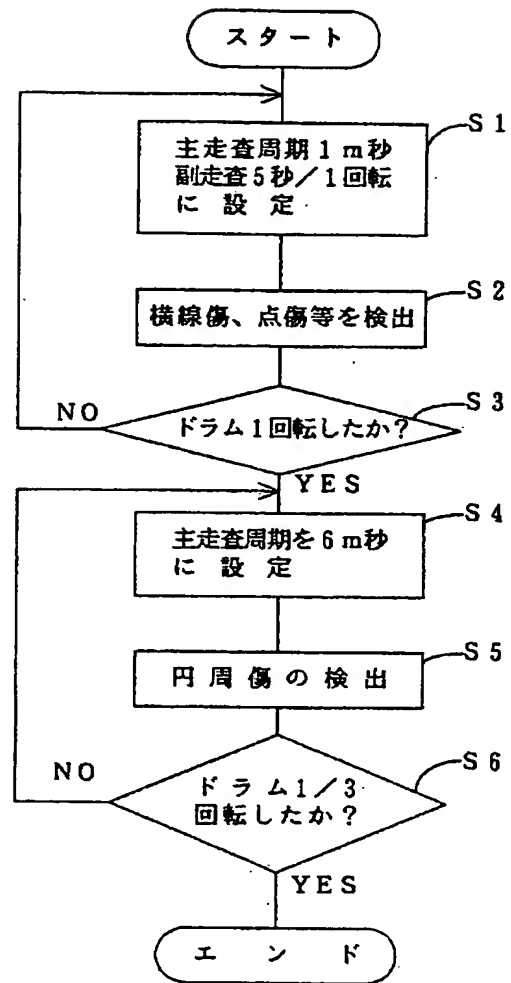 スタート
S1
主走査周期1m秒
副走査5秒／1回転
に設定
S2
横線傷、点傷等を検出
S3
NO
ドラム1回転したか？
YES
S4
主走査周期を6m秒
に設定
S5
円周傷の検出
S6
NO
ドラム1／3
回転したか？
YES
エンド